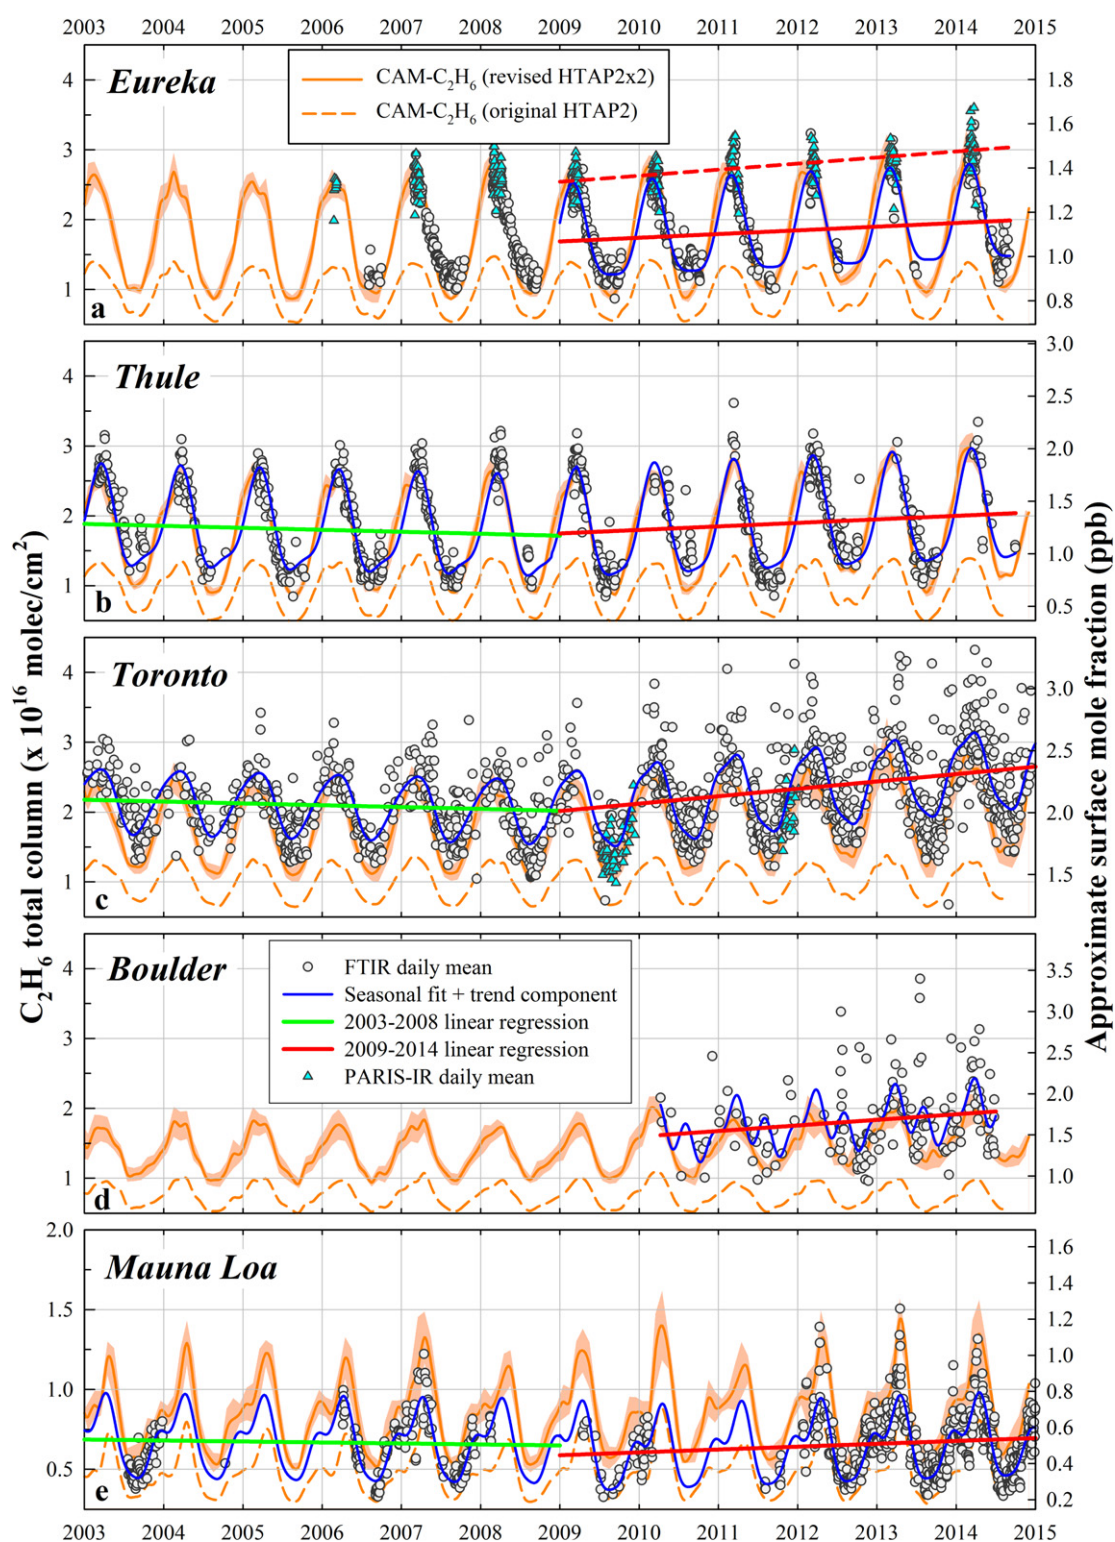 2003 2004 2005 2006 2007 2008 2009 2010 2011 2012 2013 2014 2015
Eureka
CAM-C₂H₆ (revised HTAP2x2)
CAM-C₂H₆ (original HTAP2)
4
3
2
1
1.8
1.6
1.4
1.2
1.0
0.8
a
Thule
4
3
2
1
3.0
2.5
2.0
1.5
1.0
0.5
b
Toronto
4
3
2
1
3.0
2.5
2.0
1.5
c
Boulder
FTIR daily mean
Seasonal fit + trend component
2003-2008 linear regression
2009-2014 linear regression
PARIS-IR daily mean
4
3
2
1
3.5
3.0
2.5
2.0
1.5
1.0
d
Mauna Loa
2.0
1.5
1.0
0.5
1.6
1.4
1.2
1.0
0.8
0.6
0.4
0.2
e
2003 2004 2005 2006 2007 2008 2009 2010 2011 2012 2013 2014 2015
C₂H₆ total column (x 10¹⁶ molec/cm²)
Approximate surface mole fraction (ppb)